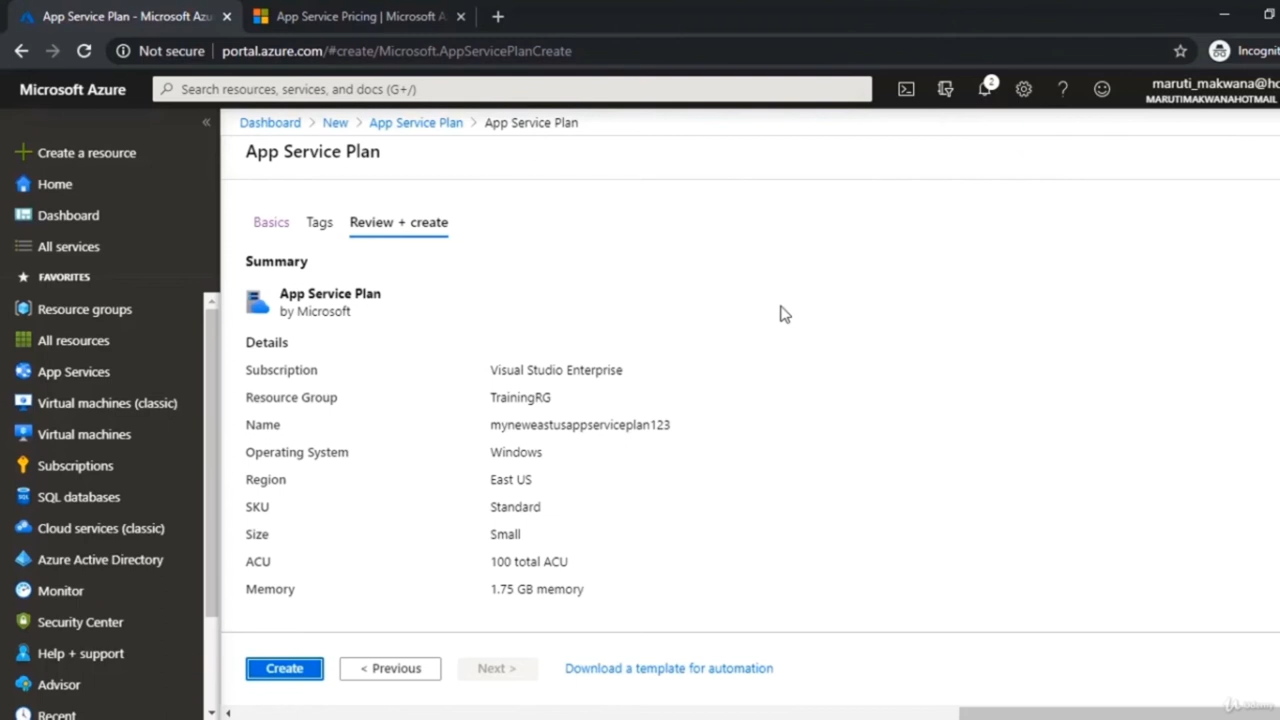 App Service Plan - Microsoft Azu
App Service Pricing | Microsoft A
Not secure | portal.azure.com/#create/Microsoft.AppServicePlanCreate
Incognit
Microsoft Azure
Search resources, services, and docs (G+/)
2
maruti_makwana@ho
MARUTIMAKWANAHOTMAIL
Dashboard > New > App Service Plan > App Service Plan
App Service Plan
Create a resource
Home
Dashboard
All services
FAVORITES
Resource groups
All resources
App Services
Virtual machines (classic)
Virtual machines
Subscriptions
SQL databases
Cloud services (classic)
Azure Active Directory
Monitor
Security Center
Help + support
Advisor
Recent
Basics Tags Review + create
Summary
App Service Plan
by Microsoft
Details
Subscription Visual Studio Enterprise
Resource Group TrainingRG
Name myneweastusappserviceplan123
Operating System Windows
Region East US
SKU Standard
Size Small
ACU 100 total ACU
Memory 1.75 GB memory
Create < Previous Next > Download a template for automation
Udemy